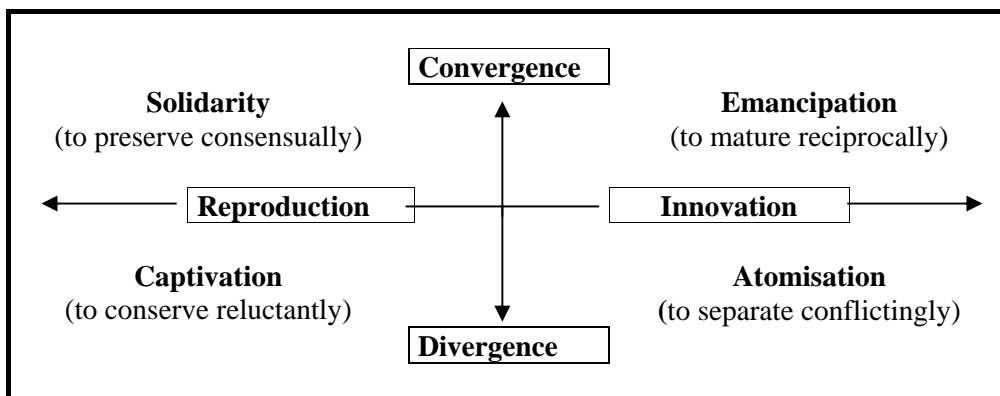 Convergence
Solidarity
(to preserve consensually)
Emancipation
(to mature reciprocally)
Reproduction
Innovation
Captivation
(to conserve reluctantly)
Atomisation
(to separate conflictingly)
Divergence